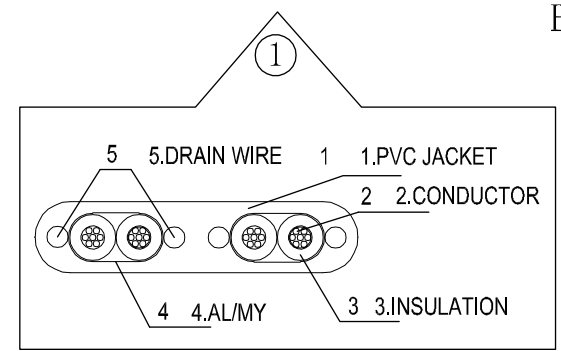 E
1
5 5.DRAIN WIRE 1 1.PVC JACKET
2 2.CONDUCTOR
4 4.AL/MY 3 3.INSULATION